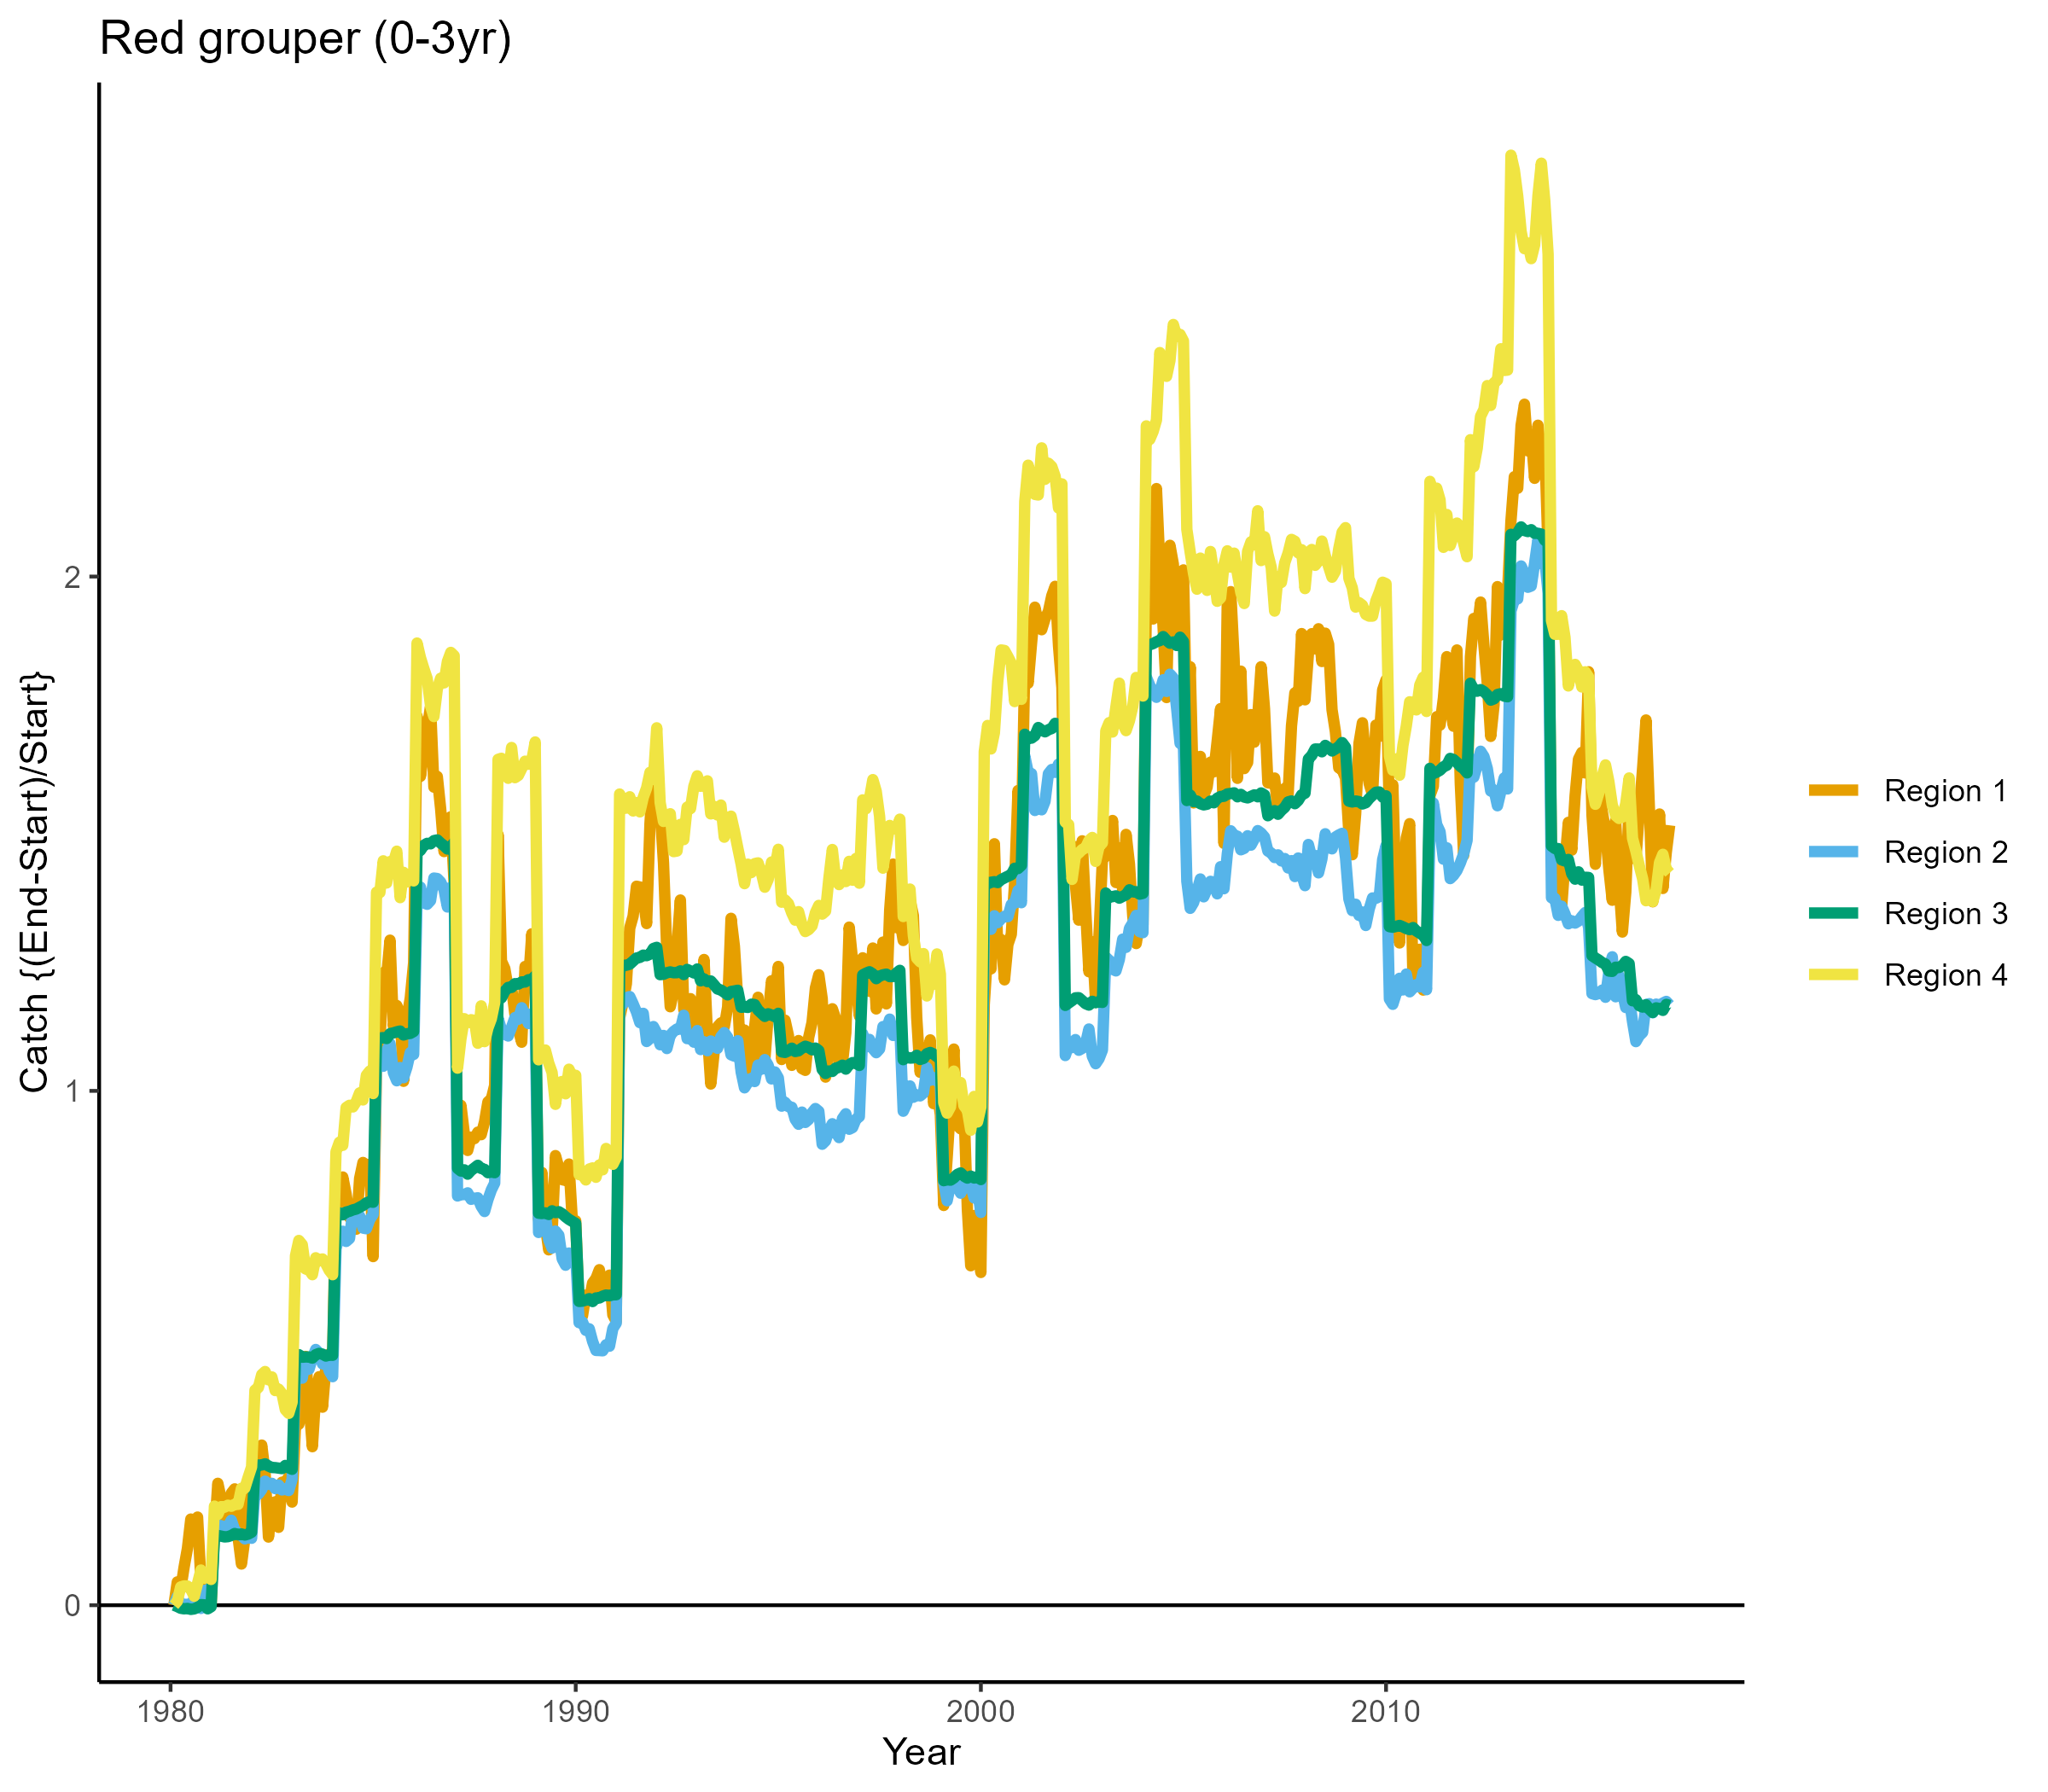 Red grouper (0-3yr)
Catch {(End-Start)/Start}
2
1
0
1980
1990
2000
2010
Year
Region 1
Region 2
Region 3
Region 4